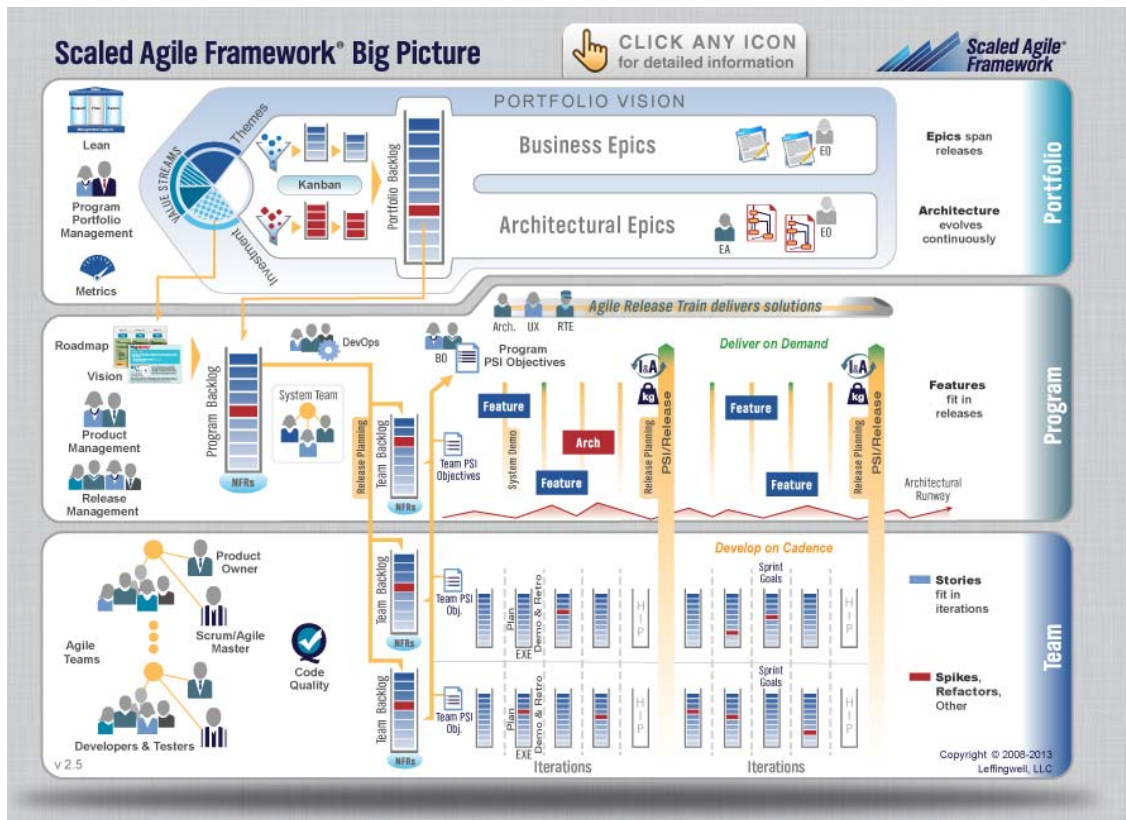 Scaled Agile Framework® Big Picture
CLICK ANY ICON
for detailed information
Scaled Agile®
Framework
Lean
Program
Portfolio
Management
Metrics
VALUE STREAMS
Themes
Investment
Kanban
Portfolio Backlog
PORTFOLIO VISION
Business Epics
EO
Architectural Epics
EA
EO
Epics span
releases
Architecture
evolves
continuously
Portfolio
Roadmap
Vision
Product
Management
Release
Management
Program Backlog
NFRs
DevOps
System Team
Release Planning
Team Backlog
NFRs
BO
Program
PSI Objectives
Team PSI
Objectives
Arch.
UX
RTE
Agile Release Train delivers solutions
Deliver on Demand
Feature
System Demo
Arch
Feature
I&A
kg
Release Planning
PSI/Release
Feature
Feature
I&A
kg
Release Planning
PSI/Release
Architectural
Runway
Features
fit in
releases
Program
Product
Owner
Scrum/Agile
Master
Agile
Teams
Developers & Testers
Code
Quality
Team Backlog
NFRs
Team PSI
Obj.
Develop on Cadence
Plan
EXE
Demo & Retro
HIP
Sprint
Goals
HIP
Team Backlog
NFRs
Team PSI
Obj.
Plan
EXE
Demo & Retro
HIP
Sprint
Goals
HIP
Iterations
Iterations
Stories
fit in
iterations
Spikes,
Refactors,
Other
Team
v 2.5
Copyright © 2008-2013
Leffingwell, LLC